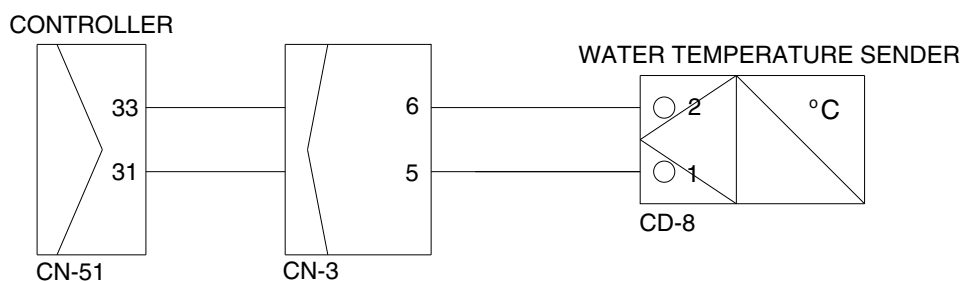 CONTROLLER
WATER TEMPERATURE SENDER
33
6
2
°C
31
5
1
CD-8
CN-51
CN-3